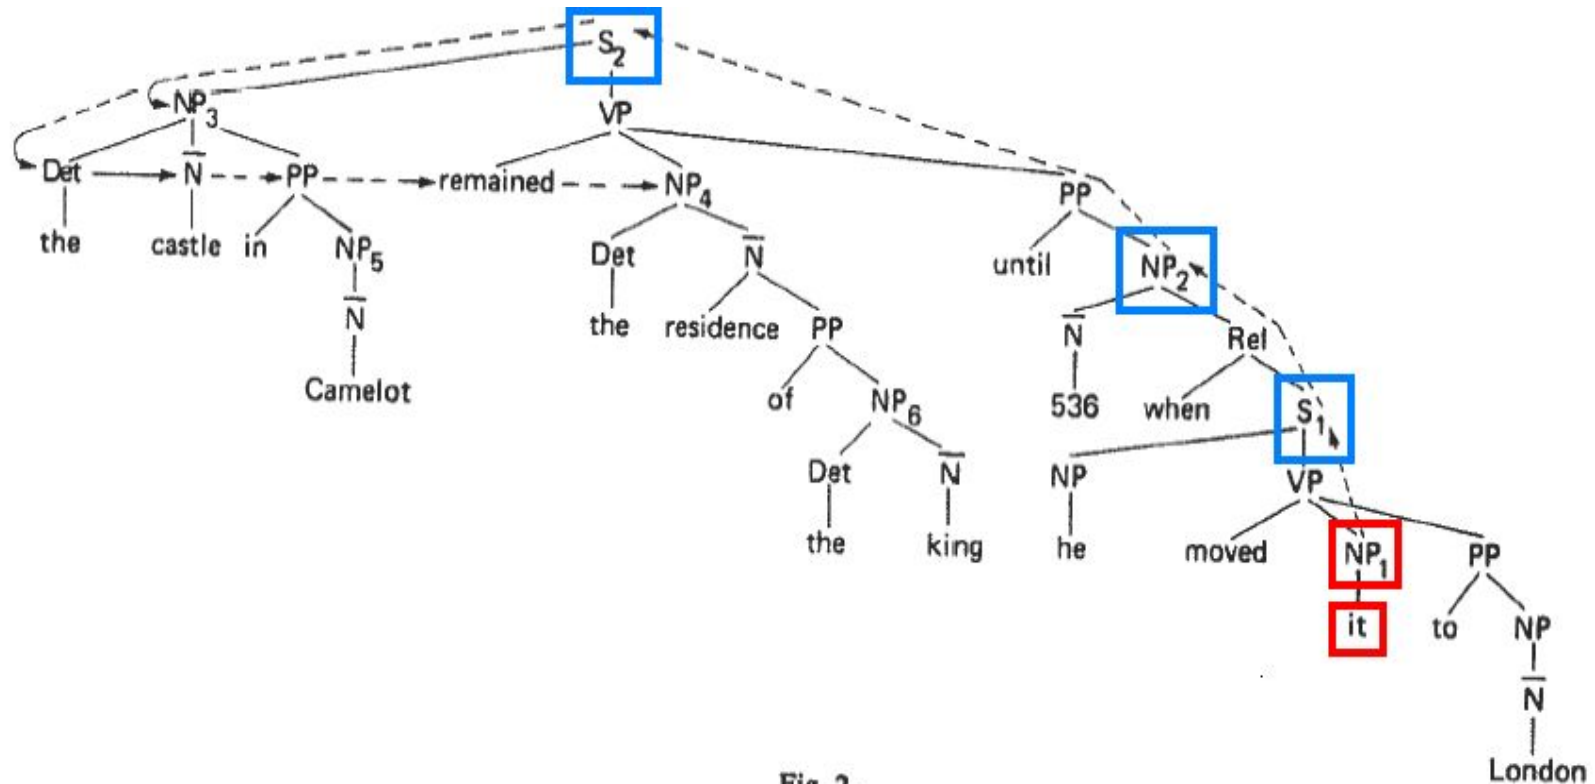 S2
NP3 VP
Det N̅ PP remained NP4 PP
the castle in NP5 Det N̅ until NP2
N̅ the residence PP N̅ Rel
Camelot of NP6 536 when S1
Det N̅ NP VP
the king he moved NP1 PP
it to NP
N̅
London